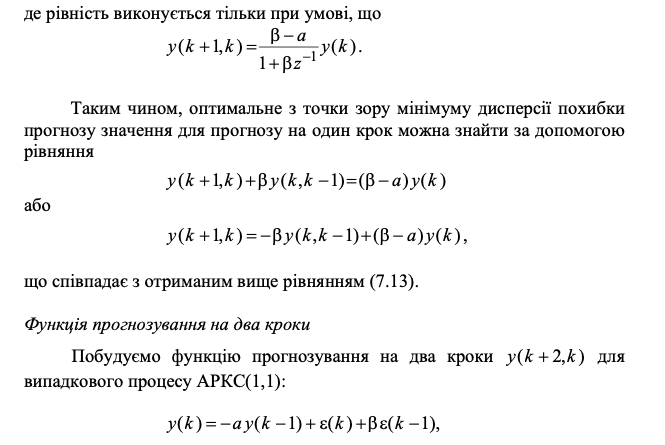 де рівність виконується тільки при умові, що
y(k+1,k)=\frac{β−a}{1+βz^{−1}}y(k).
Таким чином, оптимальне з точки зору мінімуму дисперсії похибки
прогнозу значення для прогнозу на один крок можна знайти за допомогою
рівняння
y(k+1,k)+βy(k,k−1)=(β−a)y(k)
або
y(k+1,k)=−βy(k,k−1)+(β−a)y(k),
що співпадає з отриманим вище рівнянням (7.13).
Функція прогнозування на два кроки
Побудуємо функцію прогнозування на два кроки y(k+2,k) для
випадкового процесу АРКС(1,1):
y(k)=−ay(k−1)+ε(k)+βε(k−1),